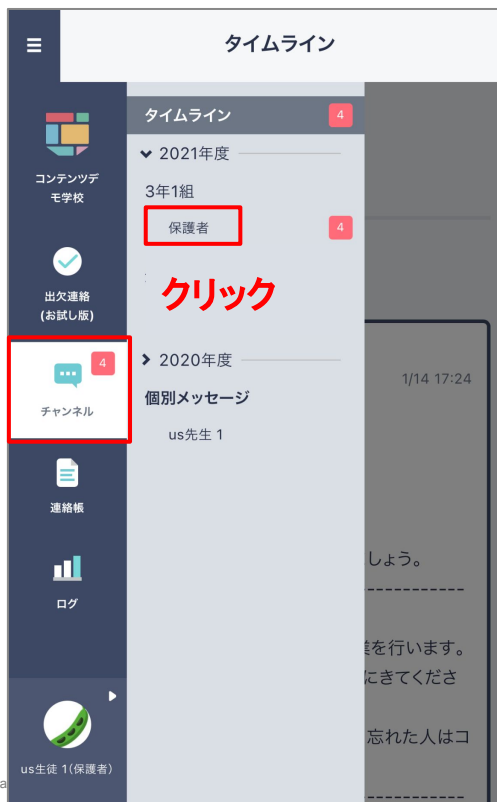 タイムライン
コンテンツデ
モ学校
出欠連絡
(お試し版)
4
チャンネル
連絡帳
ログ
us生徒 1(保護者)
タイムライン 4
2021年度
3年1組
保護者 4
クリック
2020年度
個別メッセージ
us先生 1
1/14 17:24
しょう。
-----------
業を行います。
にきてくださ
忘れた人はコ
-----------
a